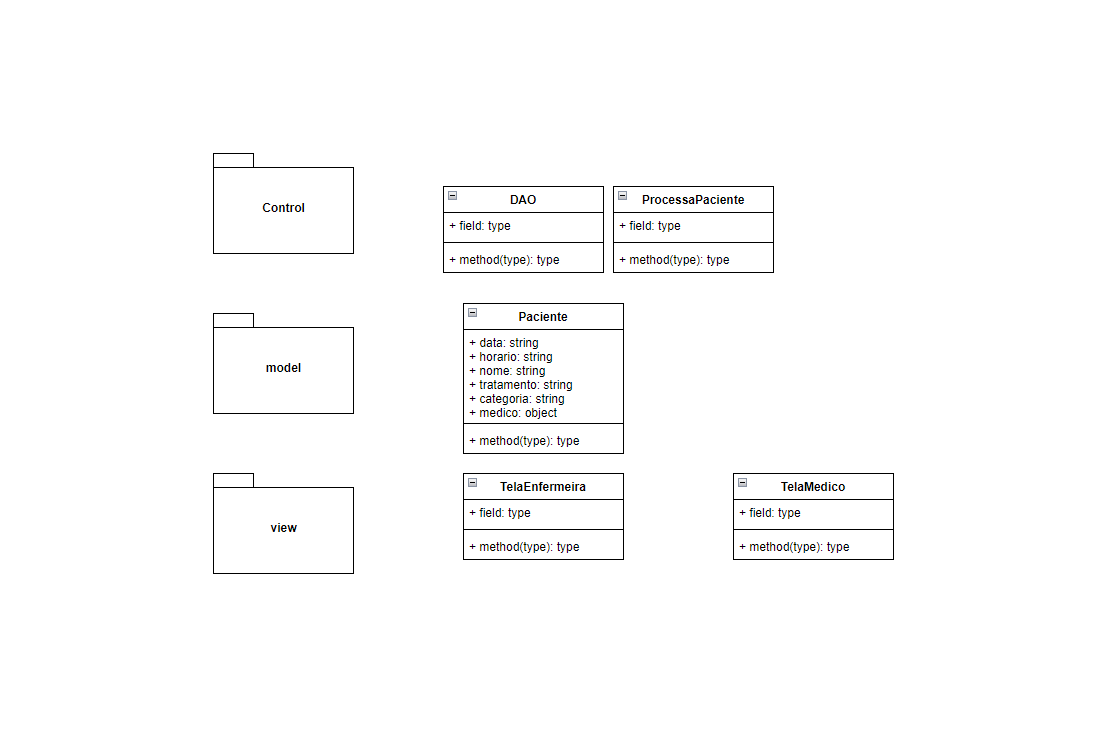 Control
DAO
+ field: type
+ method(type): type
ProcessaPaciente
+ field: type
+ method(type): type
model
Paciente
+ data: string
+ horario: string
+ nome: string
+ tratamento: string
+ categoria: string
+ medico: object
+ method(type): type
view
TelaEnfermeira
+ field: type
+ method(type): type
TelaMedico
+ field: type
+ method(type): type